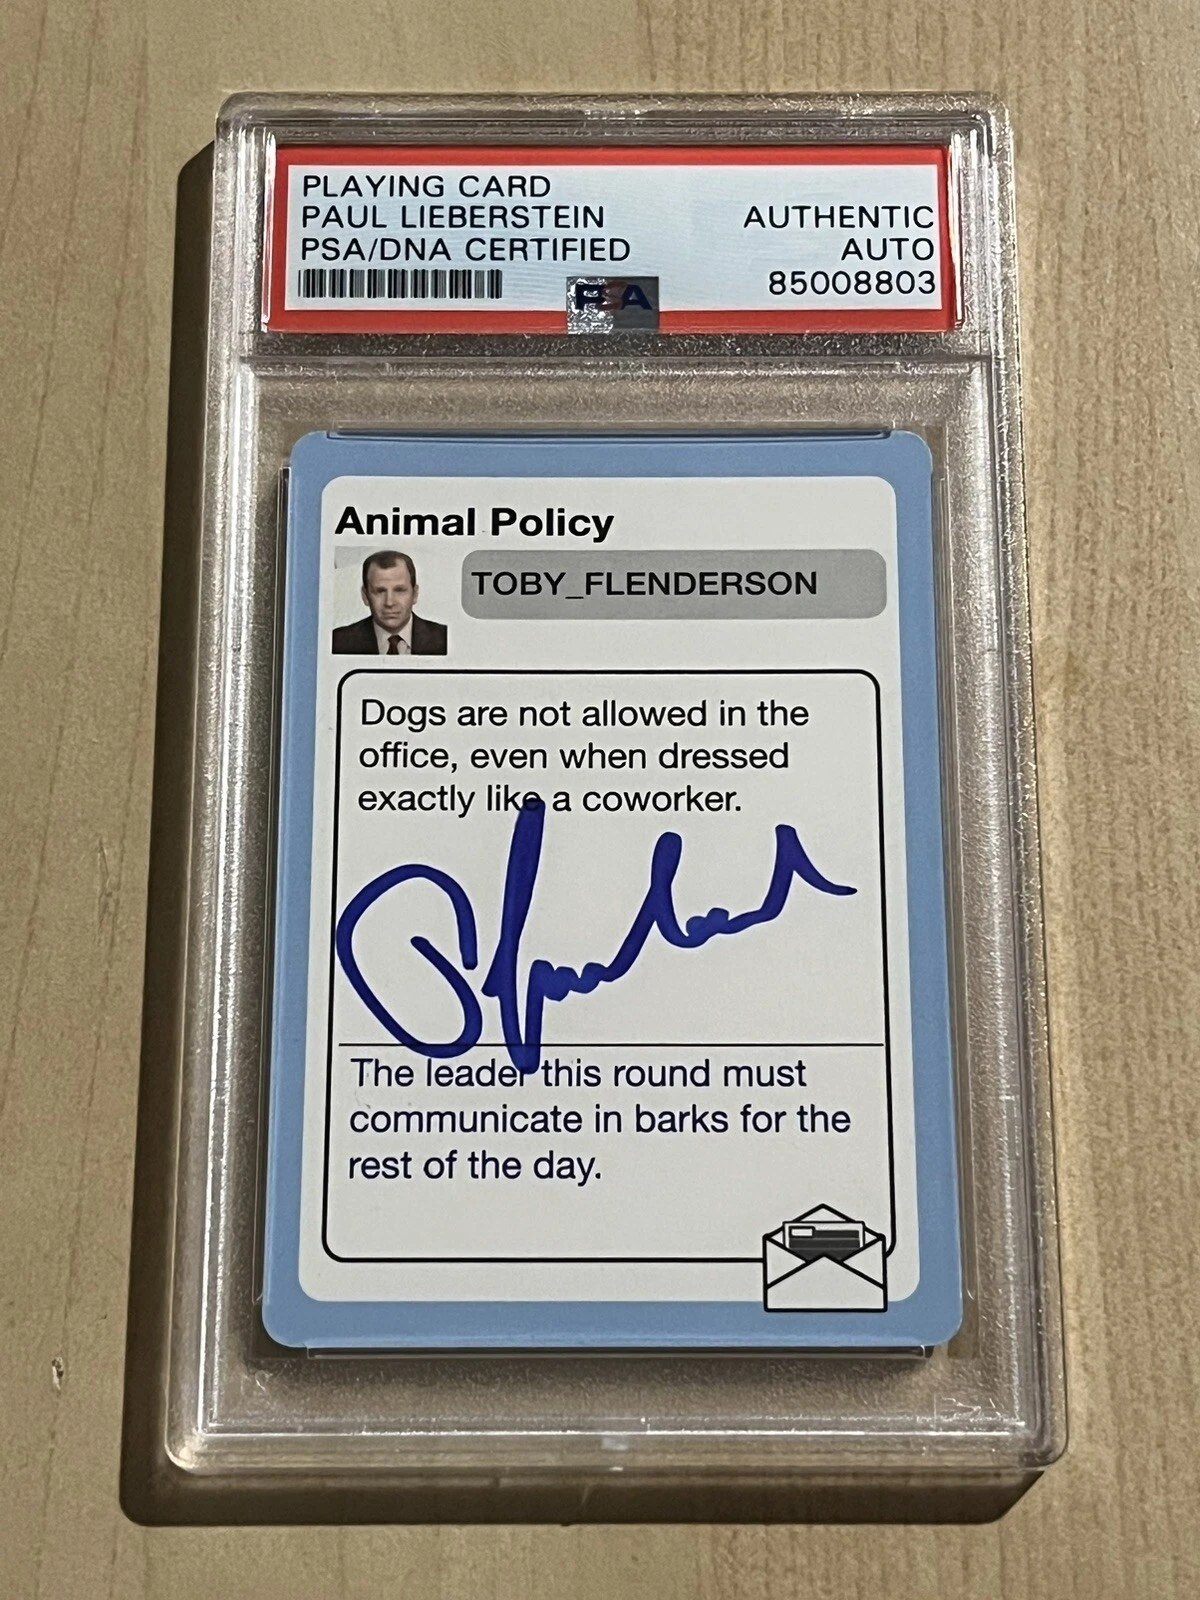 PLAYING CARD
PAUL LIEBERSTEIN
PSA/DNA CERTIFIED
AUTHENTIC
AUTO
85008803
PSA
Animal Policy
TOBY_FLENDERSON
Dogs are not allowed in the
office, even when dressed
exactly like a coworker.
The leader this round must
communicate in barks for the
rest of the day.